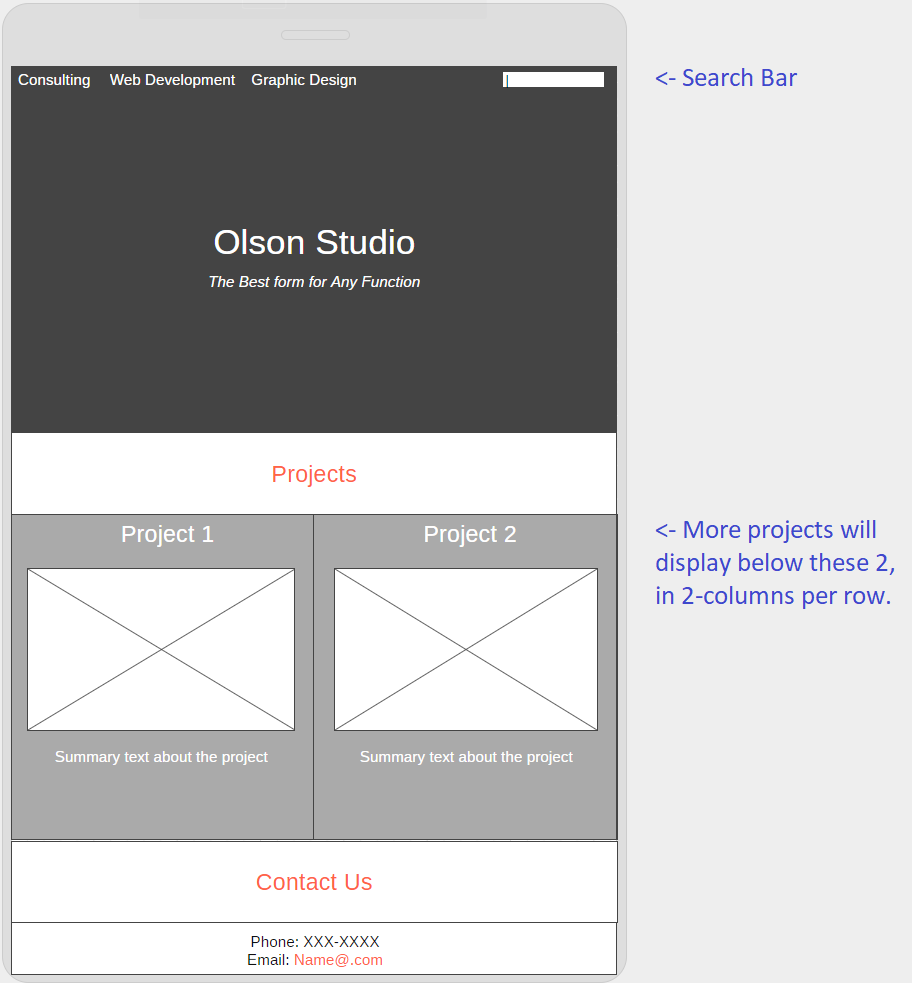 Consulting Web Development Graphic Design
<- Search Bar
Olson Studio
The Best form for Any Function
Projects
Project 1
Project 2
<- More projects will
display below these 2,
in 2-columns per row.
Summary text about the project
Summary text about the project
Contact Us
Phone: XXX-XXXX
Email: Name@.com